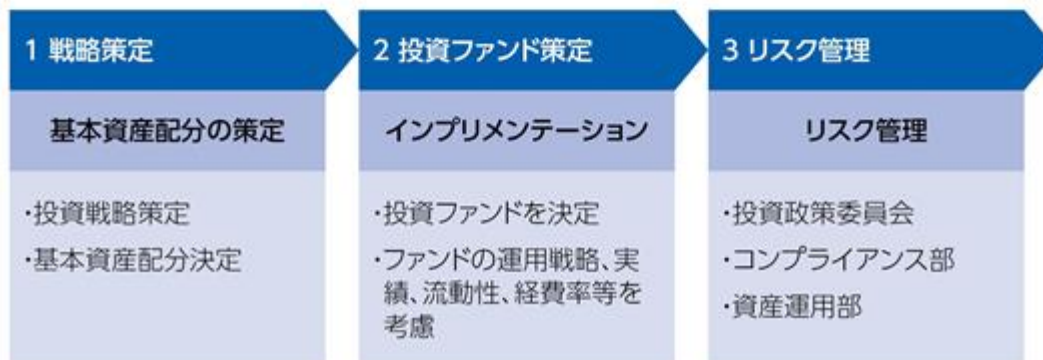 1 戦略策定
基本資産配分の策定
・投資戦略策定
・基本資産配分決定
2 投資ファンド策定
インプリメンテーション
・投資ファンドを決定
・ファンドの運用戦略、実
績、流動性、経費率等を
考慮
3 リスク管理
リスク管理
・投資政策委員会
・コンプライアンス部
・資産運用部